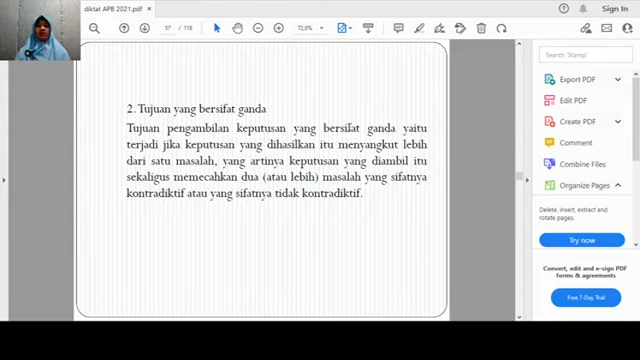 diktat APB 2021.pdf
Sign In
57 / 118
72,8%
2. Tujuan yang bersifat ganda
Tujuan pengambilan keputusan yang bersifat ganda yaitu
terjadi jika keputusan yang dihasilkan itu menyangkut lebih
dari satu masalah, yang artinya keputusan yang diambil itu
sekaligus memecahkan dua (atau lebih) masalah yang sifatnya
kontradiktif atau yang sifatnya tidak kontradiktif.
Search 'Stamp'
Export PDF
Edit PDF
Create PDF
Comment
Combine Files
Organize Pages
Delete, insert, extract and
rotate pages.
Try now
Convert, edit and e-sign PDF
forms & agreements
Free 7-Day Trial